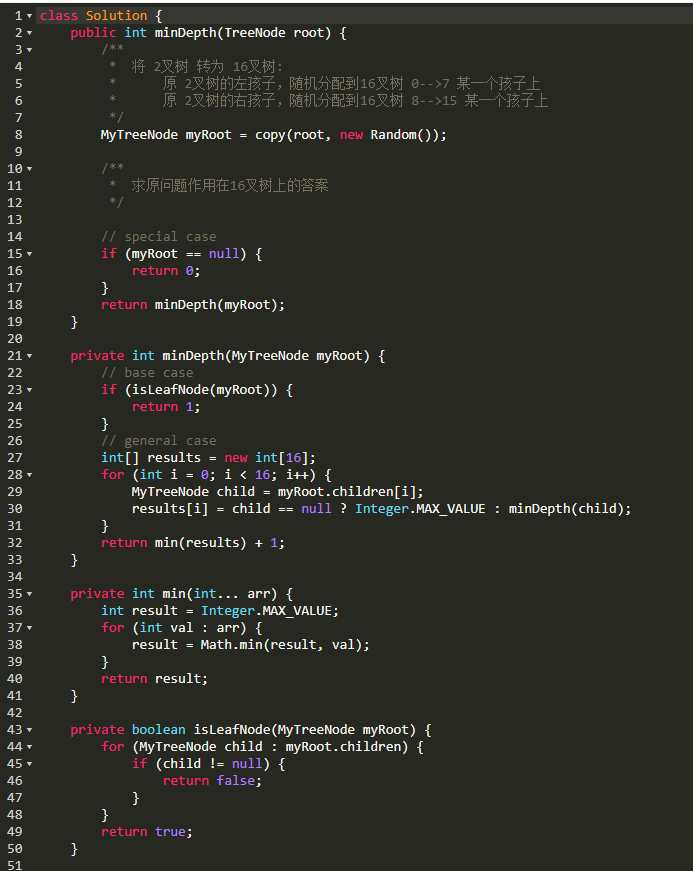 1 class Solution {
2     public int minDepth(TreeNode root) {
3         /**
4          *  将 2叉树 转为 16叉树:
5          *      原 2叉树的左孩子，随机分配到16叉树 0-->7 某一个孩子上
6          *      原 2叉树的右孩子，随机分配到16叉树 8-->15 某一个孩子上
7          */
8         MyTreeNode myRoot = copy(root, new Random());
9
10         /**
11          *  求原问题作用在16叉树上的答案
12          */
13
14         // special case
15         if (myRoot == null) {
16             return 0;
17         }
18         return minDepth(myRoot);
19     }
20
21     private int minDepth(MyTreeNode myRoot) {
22         // base case
23         if (isLeafNode(myRoot)) {
24             return 1;
25         }
26         // general case
27         int[] results = new int[16];
28         for (int i = 0; i < 16; i++) {
29             MyTreeNode child = myRoot.children[i];
30             results[i] = child == null ? Integer.MAX_VALUE : minDepth(child);
31         }
32         return min(results) + 1;
33     }
34
35     private int min(int... arr) {
36         int result = Integer.MAX_VALUE;
37         for (int val : arr) {
38             result = Math.min(result, val);
39         }
40         return result;
41     }
42
43     private boolean isLeafNode(MyTreeNode myRoot) {
44         for (MyTreeNode child : myRoot.children) {
45             if (child != null) {
46                 return false;
47             }
48         }
49         return true;
50     }
51